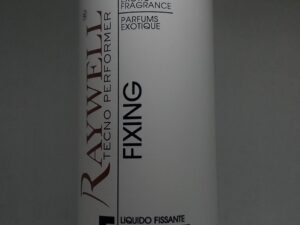 FRAGRANCE
PARFUMS
EXOTIQUE
RAYWELL
TECNO PERFORMER
FIXING
LIQUIDO FISSANTE